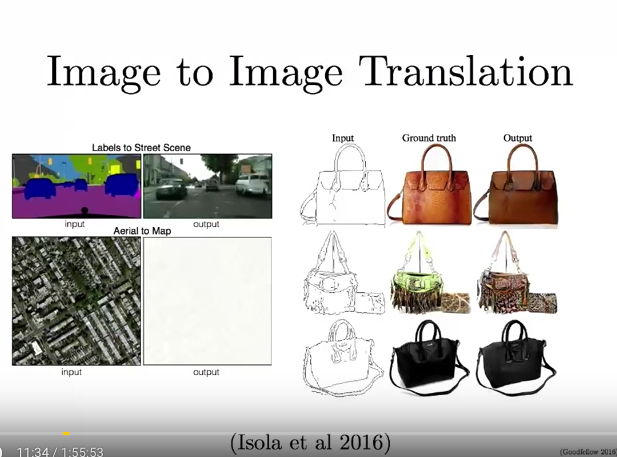 Image to Image Translation
Labels to Street Scene
input
output
Aerial to Map
input
output
Input
Ground truth
Output
(Isola et al 2016)
11:34 / 1:55:53
(Goodfellow 2016